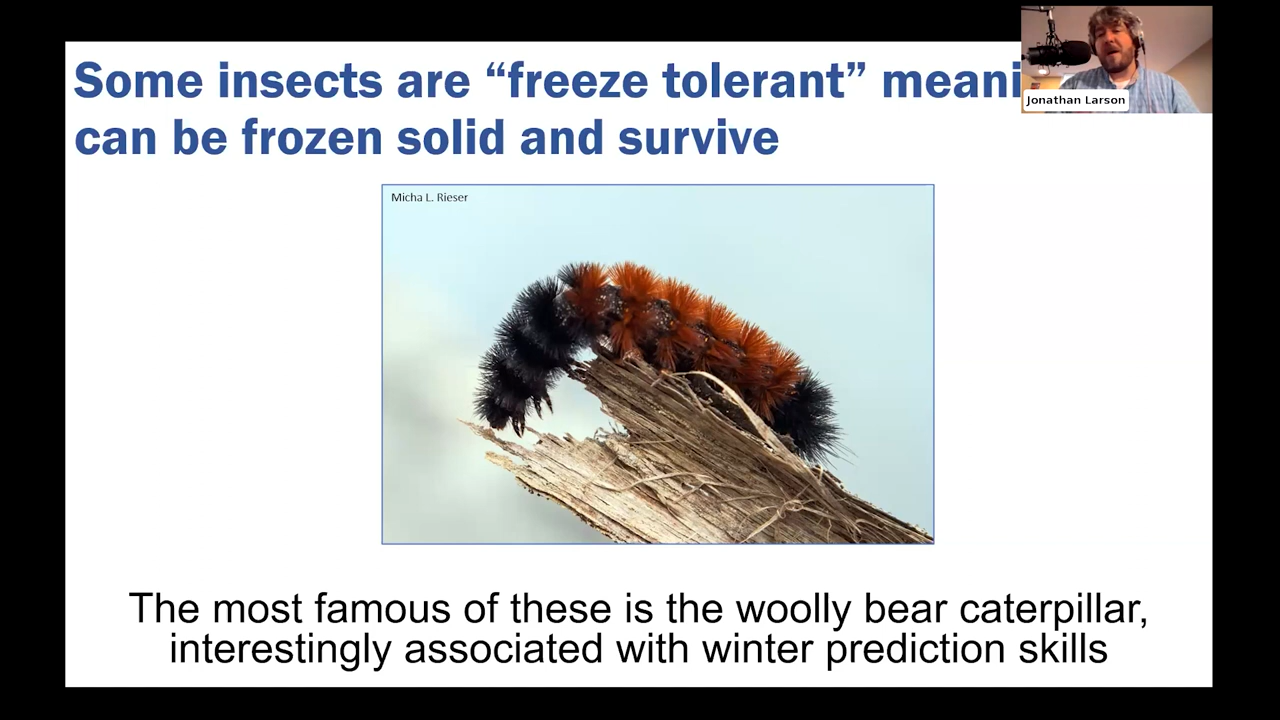 Some insects are “freeze tolerant” meani
can be frozen solid and survive
Jonathan Larson
Micha L. Rieser
The most famous of these is the woolly bear caterpillar,
interestingly associated with winter prediction skills